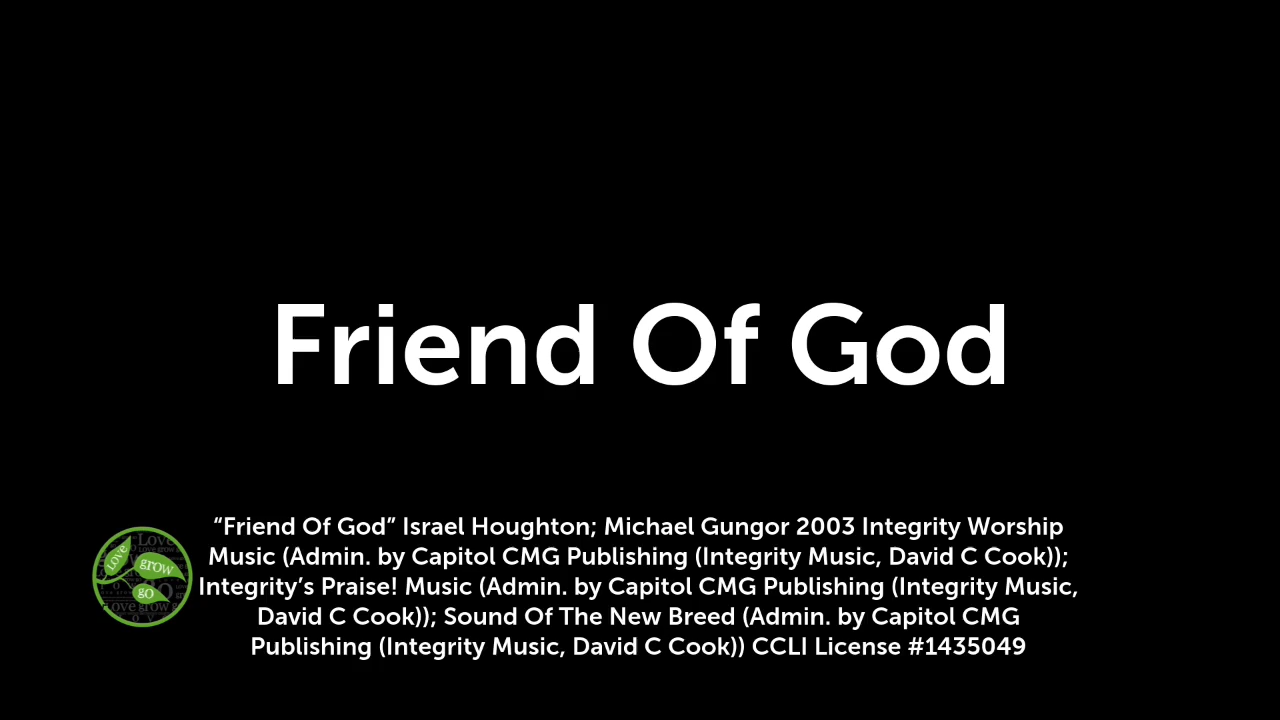 Friend Of God
“Friend Of God” Israel Houghton; Michael Gungor 2003 Integrity Worship
Music (Admin. by Capitol CMG Publishing (Integrity Music, David C Cook));
Integrity’s Praise! Music (Admin. by Capitol CMG Publishing (Integrity Music,
David C Cook)); Sound Of The New Breed (Admin. by Capitol CMG
Publishing (Integrity Music, David C Cook)) CCLI License #1435049
Love
grow
go